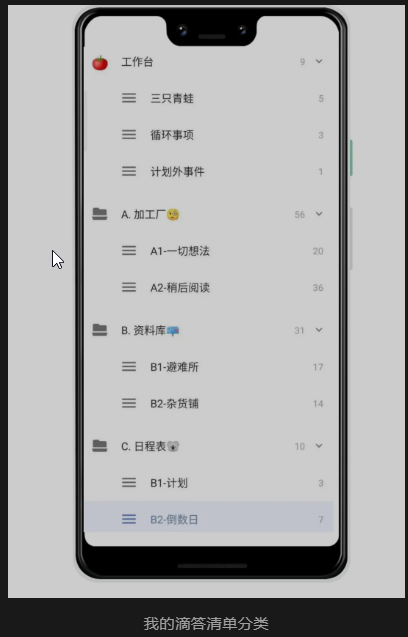 工作台 9
三只青蛙 5
循环事项 3
计划外事件 1
A. 加工厂🧐 56
A1-一切想法 20
A2-稍后阅读 36
B. 资料库📪 31
B1-避难所 17
B2-杂货铺 14
C. 日程表🐨 10
B1-计划 3
B2-倒数日 7
我的滴答清单分类